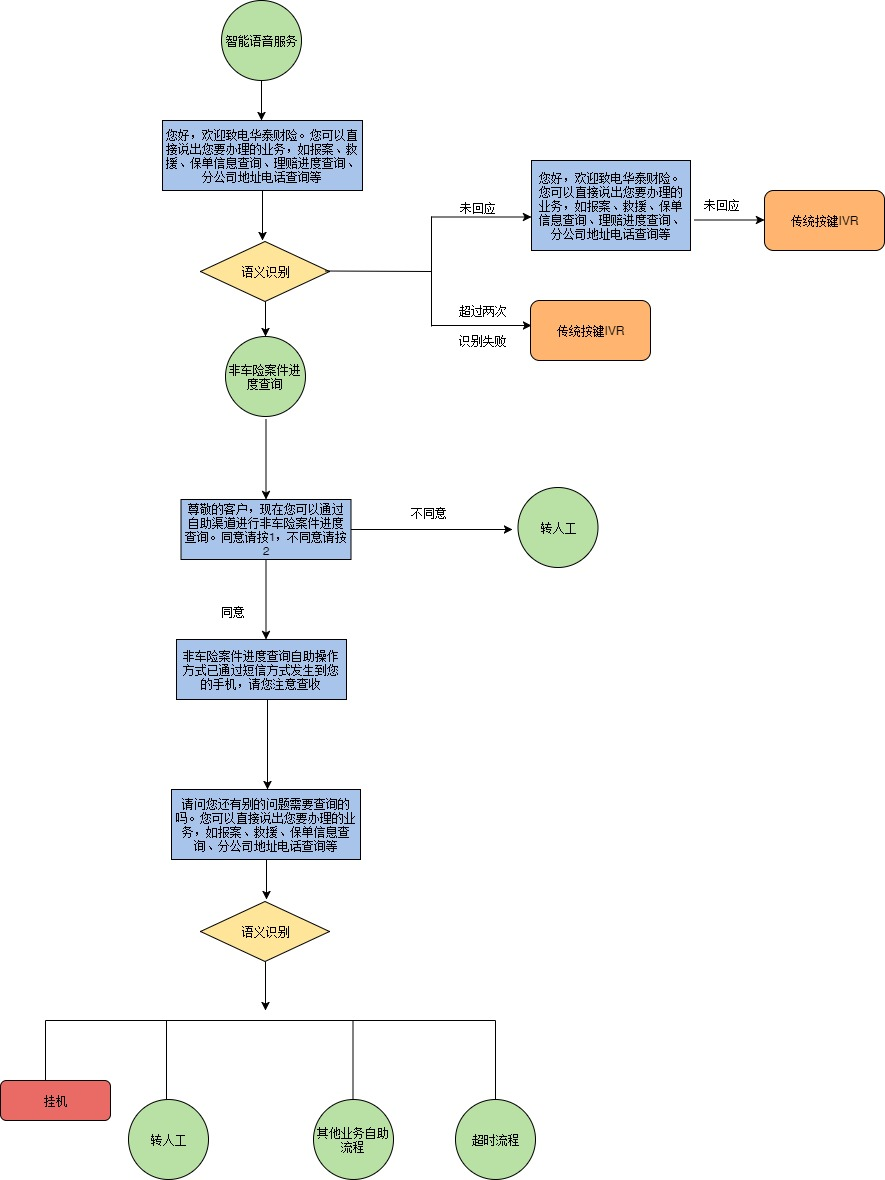 智能语音服务
您好，欢迎致电华泰财险。您可以直
接说出您要办理的业务，如报案、救
援、保单信息查询、理赔进度查询、
分公司地址电话查询等
未回应
您好，欢迎致电华泰财险。
您可以直接说出您要办理的
业务，如报案、救援、保单
信息查询、理赔进度查询、
分公司地址电话查询等
未回应
传统按键IVR
语义识别
超过两次
识别失败
传统按键IVR
非车险案件进
度查询
尊敬的客户，现在您可以通过
自助渠道进行非车险案件进度
查询。同意请按1，不同意请按
2
不同意
转人工
同意
非车险案件进度查询自助操作
方式已通过短信方式发生到您
的手机，请您注意查收
请问您还有别的问题需要查询的
吗。您可以直接说出您要办理的业
务，如报案、救援、保单信息查
询、分公司地址电话查询等
语义识别
挂机
转人工
其他业务自助
流程
超时流程